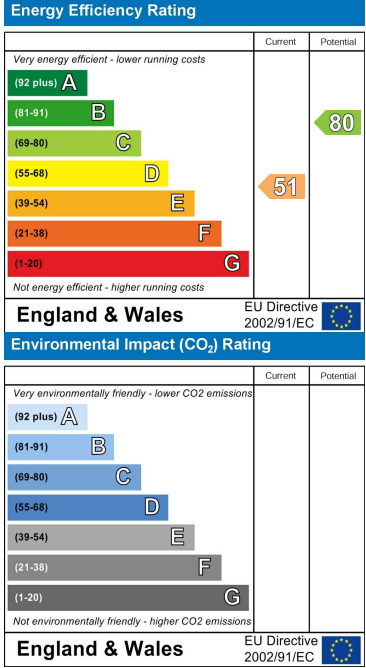 Energy Efficiency Rating
Current Potential
Very energy efficient - lower running costs
(92 plus) A
(81-91) B
(69-80) C
(55-68) D
(39-54) E
(21-38) F
(1-20) G
80
51
Not energy efficient - higher running costs
England & Wales
EU Directive
2002/91/EC
Environmental Impact (CO₂) Rating
Current Potential
Very environmentally friendly - lower CO2 emissions
(92 plus) A
(81-91) B
(69-80) C
(55-68) D
(39-54) E
(21-38) F
(1-20) G
Not environmentally friendly - higher CO2 emissions
England & Wales
EU Directive
2002/91/EC